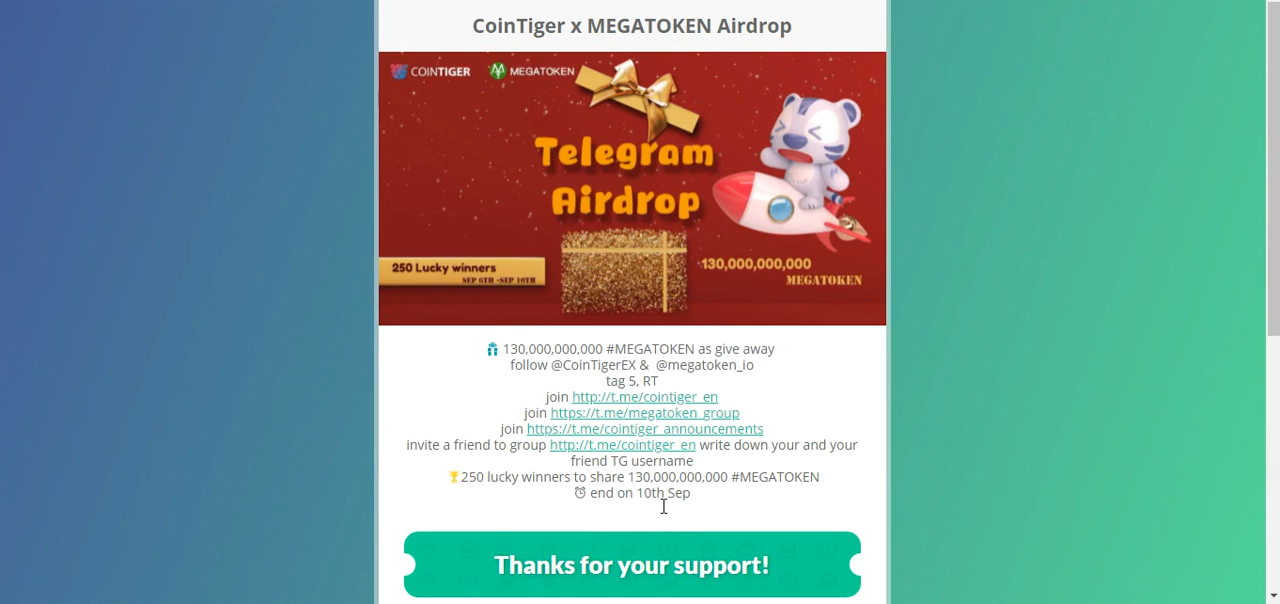 CoinTiger x MEGATOKEN Airdrop
COINTIGER
MEGATOKEN
Telegram
Airdrop
250 Lucky winners
SEP 6TH -SEP 10TH
130,000,000,000
MEGATOKEN
130,000,000,000 #MEGATOKEN as give away
follow @CoinTigerEX & @megatoken_io
tag 5, RT
join http://t.me/cointiger_en
join https://t.me/megatoken_group
join https://t.me/cointiger_announcements
invite a friend to group http://t.me/cointiger_en write down your and your
friend TG username
🏆250 lucky winners to share 130,000,000,000 #MEGATOKEN
⏰ end on 10th Sep
Thanks for your support!